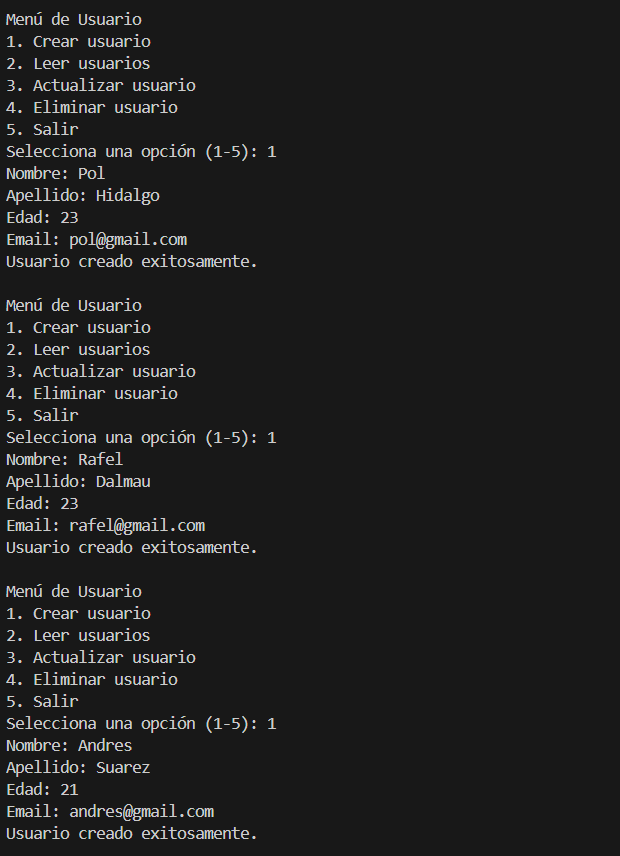 Menú de Usuario
1. Crear usuario
2. Leer usuarios
3. Actualizar usuario
4. Eliminar usuario
5. Salir
Selecciona una opción (1-5): 1
Nombre: Pol
Apellido: Hidalgo
Edad: 23
Email: pol@gmail.com
Usuario creado exitosamente.

Menú de Usuario
1. Crear usuario
2. Leer usuarios
3. Actualizar usuario
4. Eliminar usuario
5. Salir
Selecciona una opción (1-5): 1
Nombre: Rafel
Apellido: Dalmau
Edad: 23
Email: rafel@gmail.com
Usuario creado exitosamente.

Menú de Usuario
1. Crear usuario
2. Leer usuarios
3. Actualizar usuario
4. Eliminar usuario
5. Salir
Selecciona una opción (1-5): 1
Nombre: Andres
Apellido: Suarez
Edad: 21
Email: andres@gmail.com
Usuario creado exitosamente.